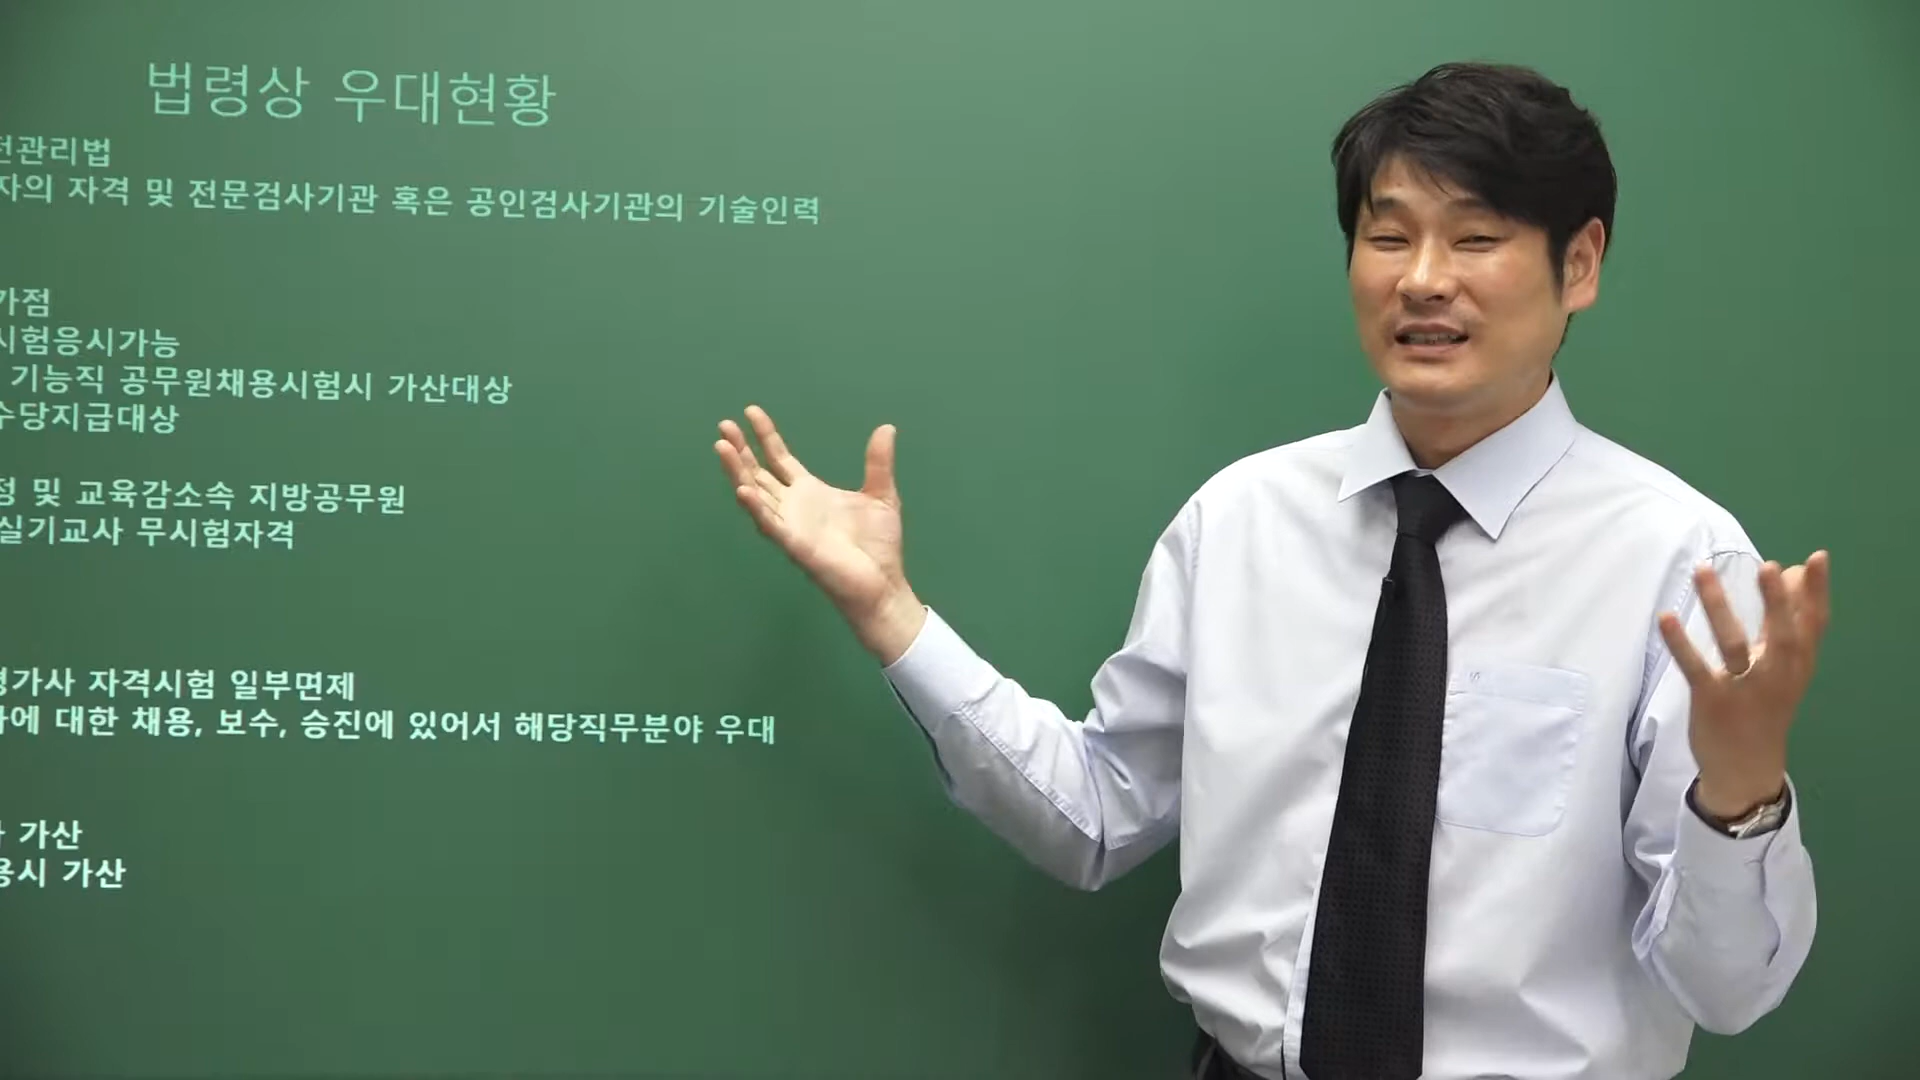 법령상 우대현황
전관리법
자의 자격 및 전문검사기관 혹은 공인검사기관의 기술인력
가점
시험응시가능
기능직 공무원채용시험시 가산대상
수당지급대상
정 및 교육감소속 지방공무원
실기교사 무시험자격
평가사 자격시험 일부면제
에 대한 채용, 보수, 승진에 있어서 해당직무분야 우대
가산
용시 가산